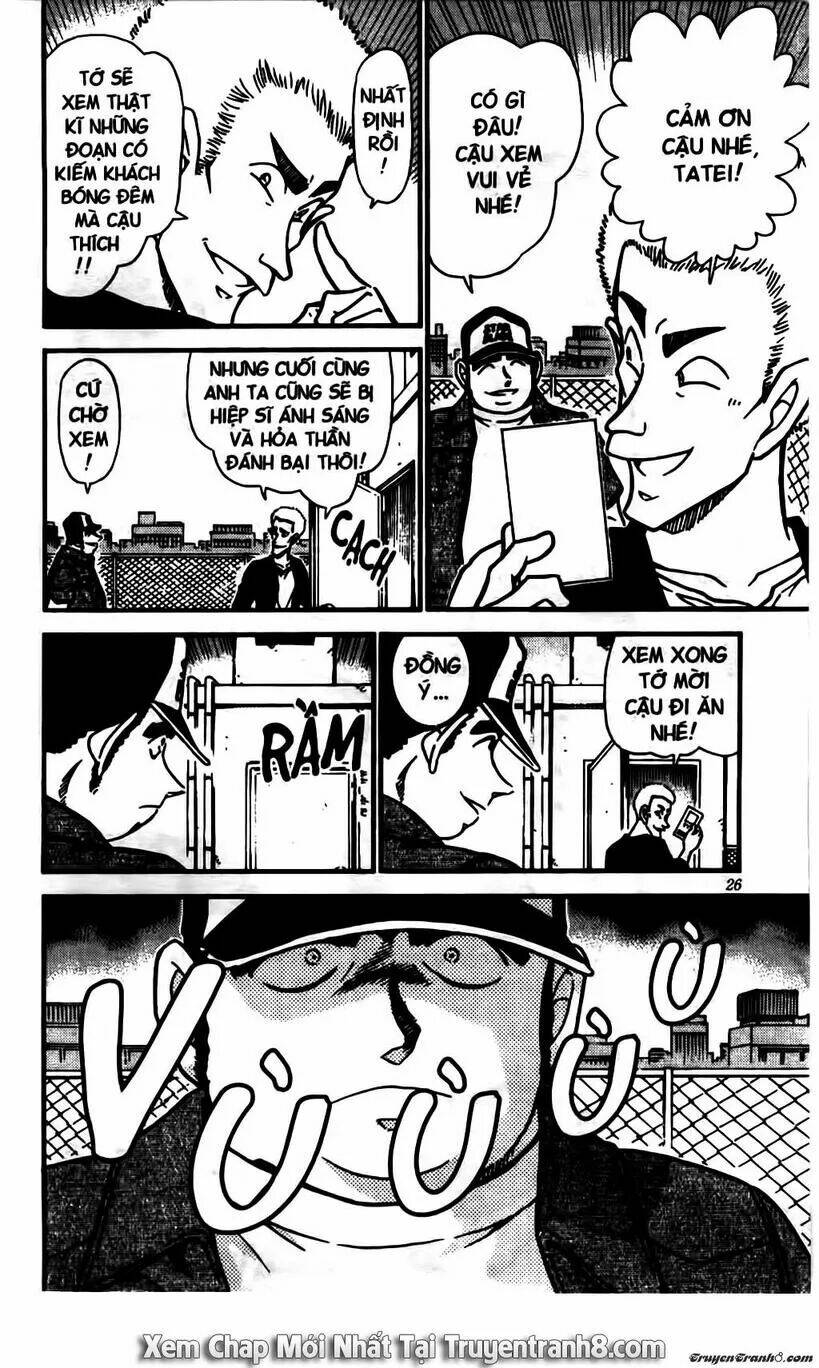 CẢM ƠN
CẬU NHÉ,
TATEI!
CÓ GÌ
ĐÂU!
CẬU XEM
VUI VẺ
NHÉ!
NHẤT
ĐỊNH
RỒI
!
TỚ SẼ
XEM THẬT
KĨ NHỮNG
ĐOẠN CÓ
KIẾM KHÁCH
BÓNG ĐÊM
MÀ CẬU
THÍCH
!!
NHƯNG CUỐI CÙNG
ANH TA CŨNG SẼ BỊ
HIỆP SĨ ÁNH SÁNG
VÀ HỎA THẦN
ĐÁNH BẠI THÔI!
CỨ
CHỜ
XEM
!
CẠCH
XEM XONG
TỚ MỜI
CẬU ĐI ĂN
NHÉ!
ĐỒNG
Ý...
RẦM
26
VÙÙÙÙ
Xem Chap Mới Nhất Tại Truyentranh8.com
TruyenTranh8.com